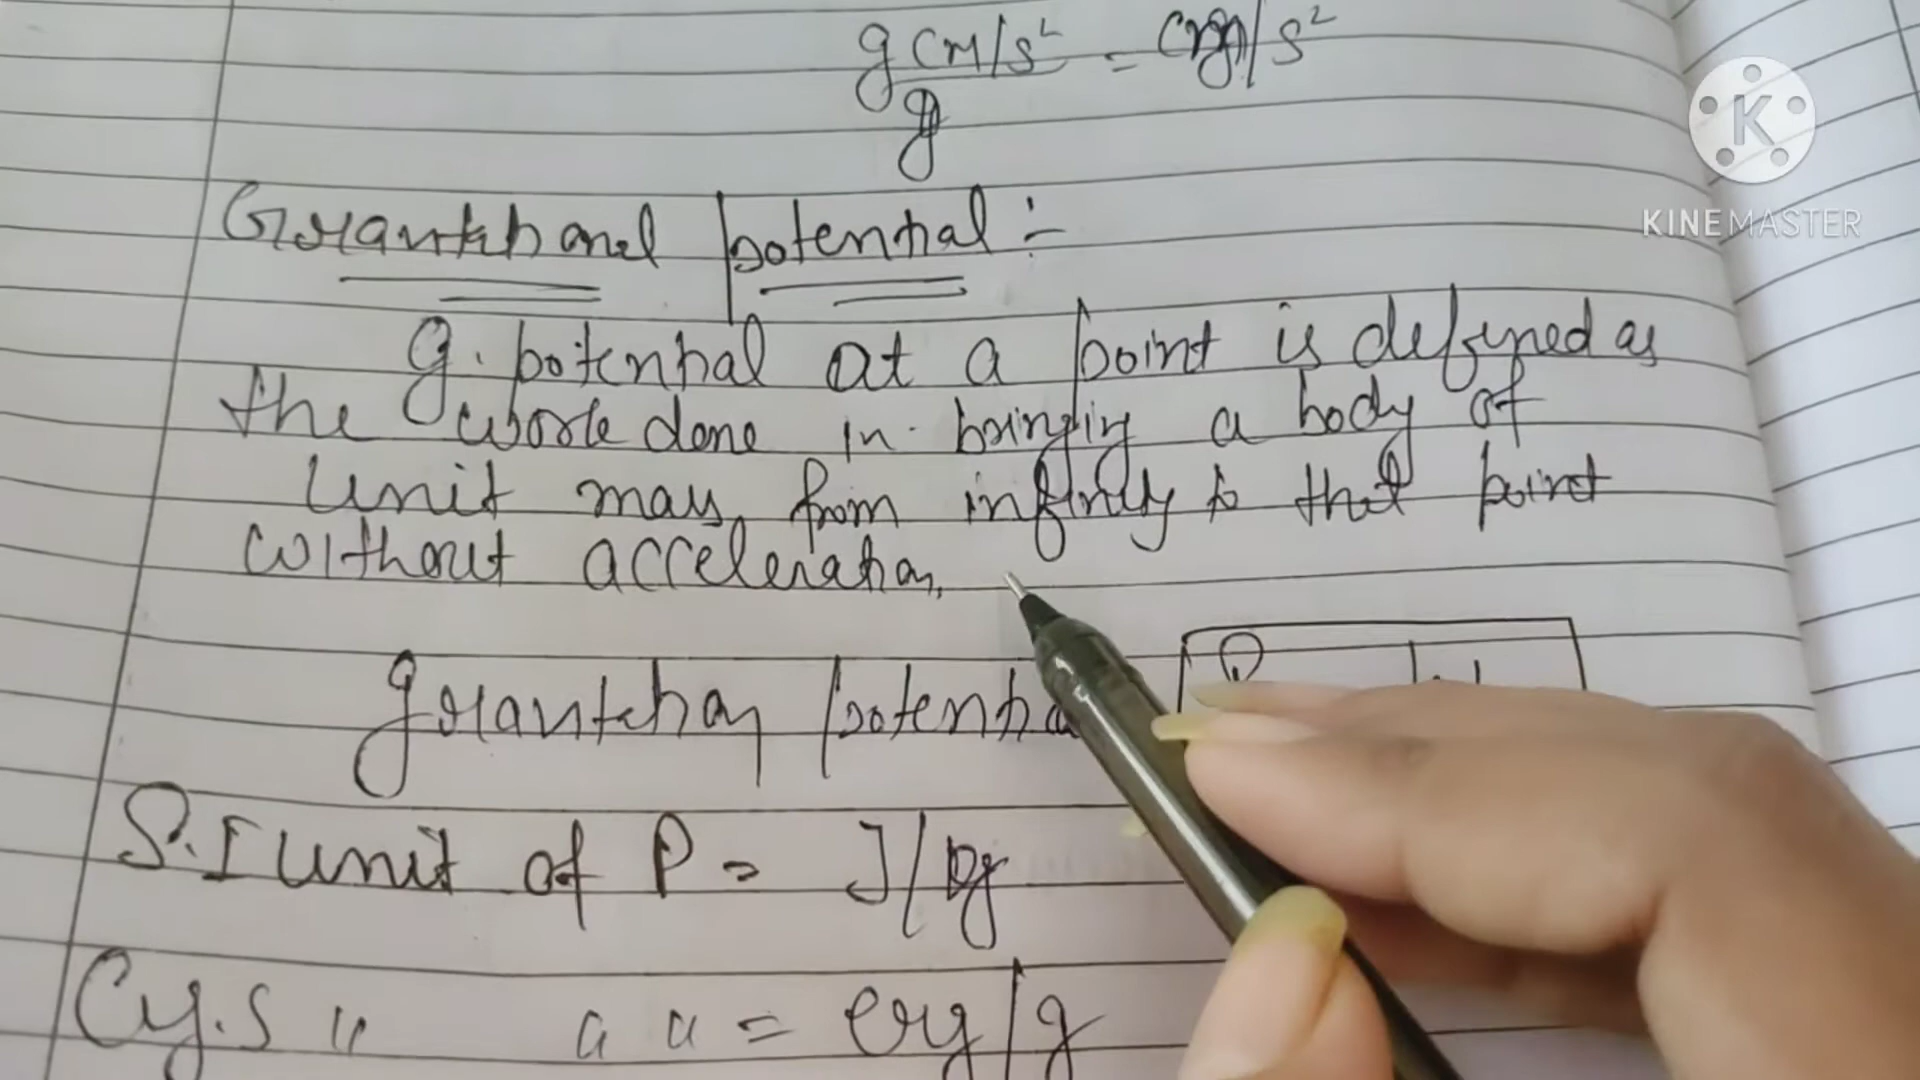 g cm/s² = cm/s²
g
Gravitational potential :-
G. potential at a point is defined as
the work done in bringing a body of
unit mass from infinity to that point
without acceleration.
gravitation potential
S.I unit of P = J/kg
C.g.S " " " = erg/g
K
KINEMASTER